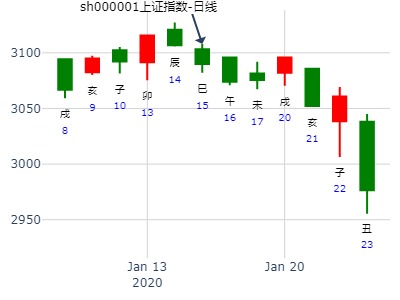 sh000001上证指数-日线
3100
3050
3000
2950
戌
8
亥
9
子
10
卯
13
辰
14
巳
15
午
16
未
17
戌
20
亥
21
子
22
丑
23
Jan 13
2020
Jan 20